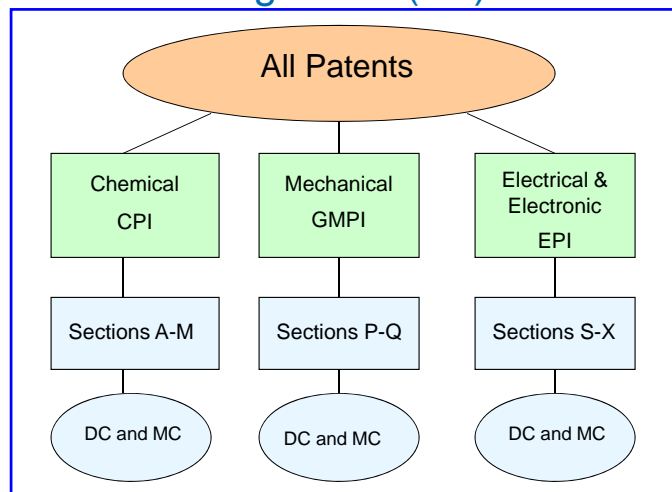 All Patents
Chemical
CPI
Mechanical
GMPI
Electrical &
Electronic
EPI
Sections A-M
Sections P-Q
Sections S-X
DC and MC
DC and MC
DC and MC